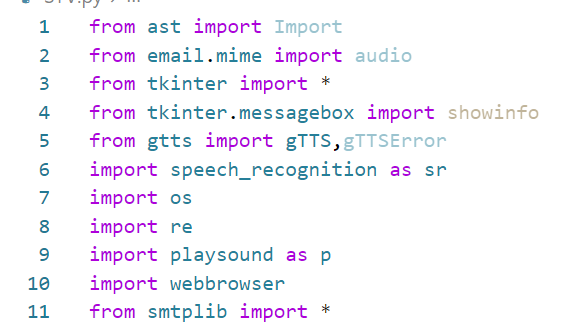 1 from ast import Import
2 from email.mime import audio
3 from tkinter import *
4 from tkinter.messagebox import showinfo
5 from gtts import gTTS,gTTSError
6 import speech_recognition as sr
7 import os
8 import re
9 import playsound as p
10 import webbrowser
11 from smtplib import *